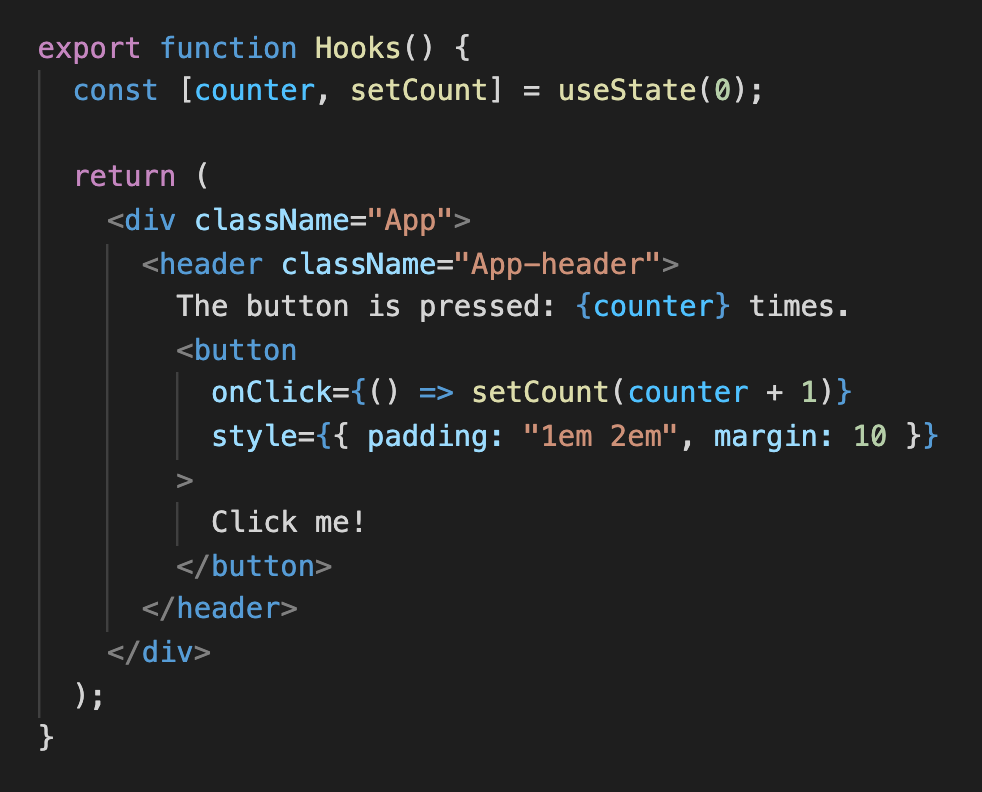 export function Hooks() {
  const [counter, setCount] = useState(0);

  return (
    <div className="App">
      <header className="App-header">
        The button is pressed: {counter} times.
        <button
          onClick={() => setCount(counter + 1)}
          style={{ padding: "1em 2em", margin: 10 }}
        >
          Click me!
        </button>
      </header>
    </div>
  );
}